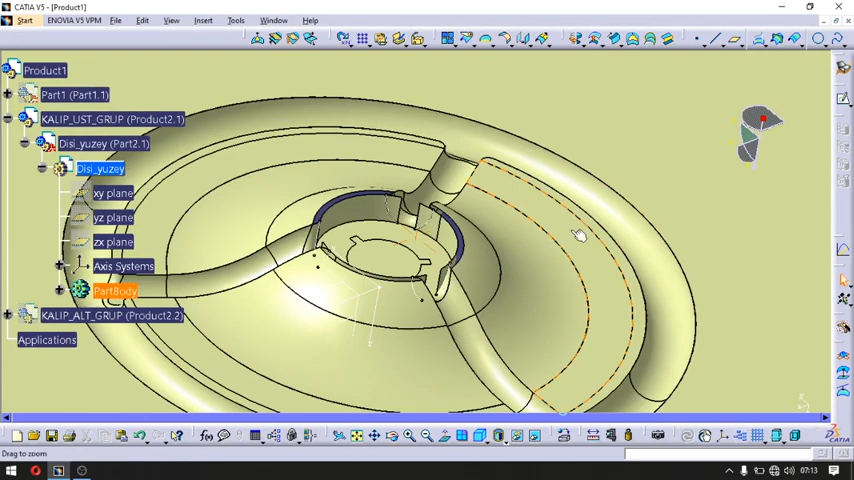 CATIA V5 - [Product1]
Start ENOVIA V5 VPM File Edit View Insert Tools Window Help
Product1
Part1 (Part1.1)
KALIP_UST_GRUP (Product2.1)
Disi_yuzey (Part2.1)
Disi_yuzey
xy plane
yz plane
zx plane
Axis Systems
PartBody
KALIP_ALT_GRUP (Product2.2)
Applications
Drag to zoom
07:13